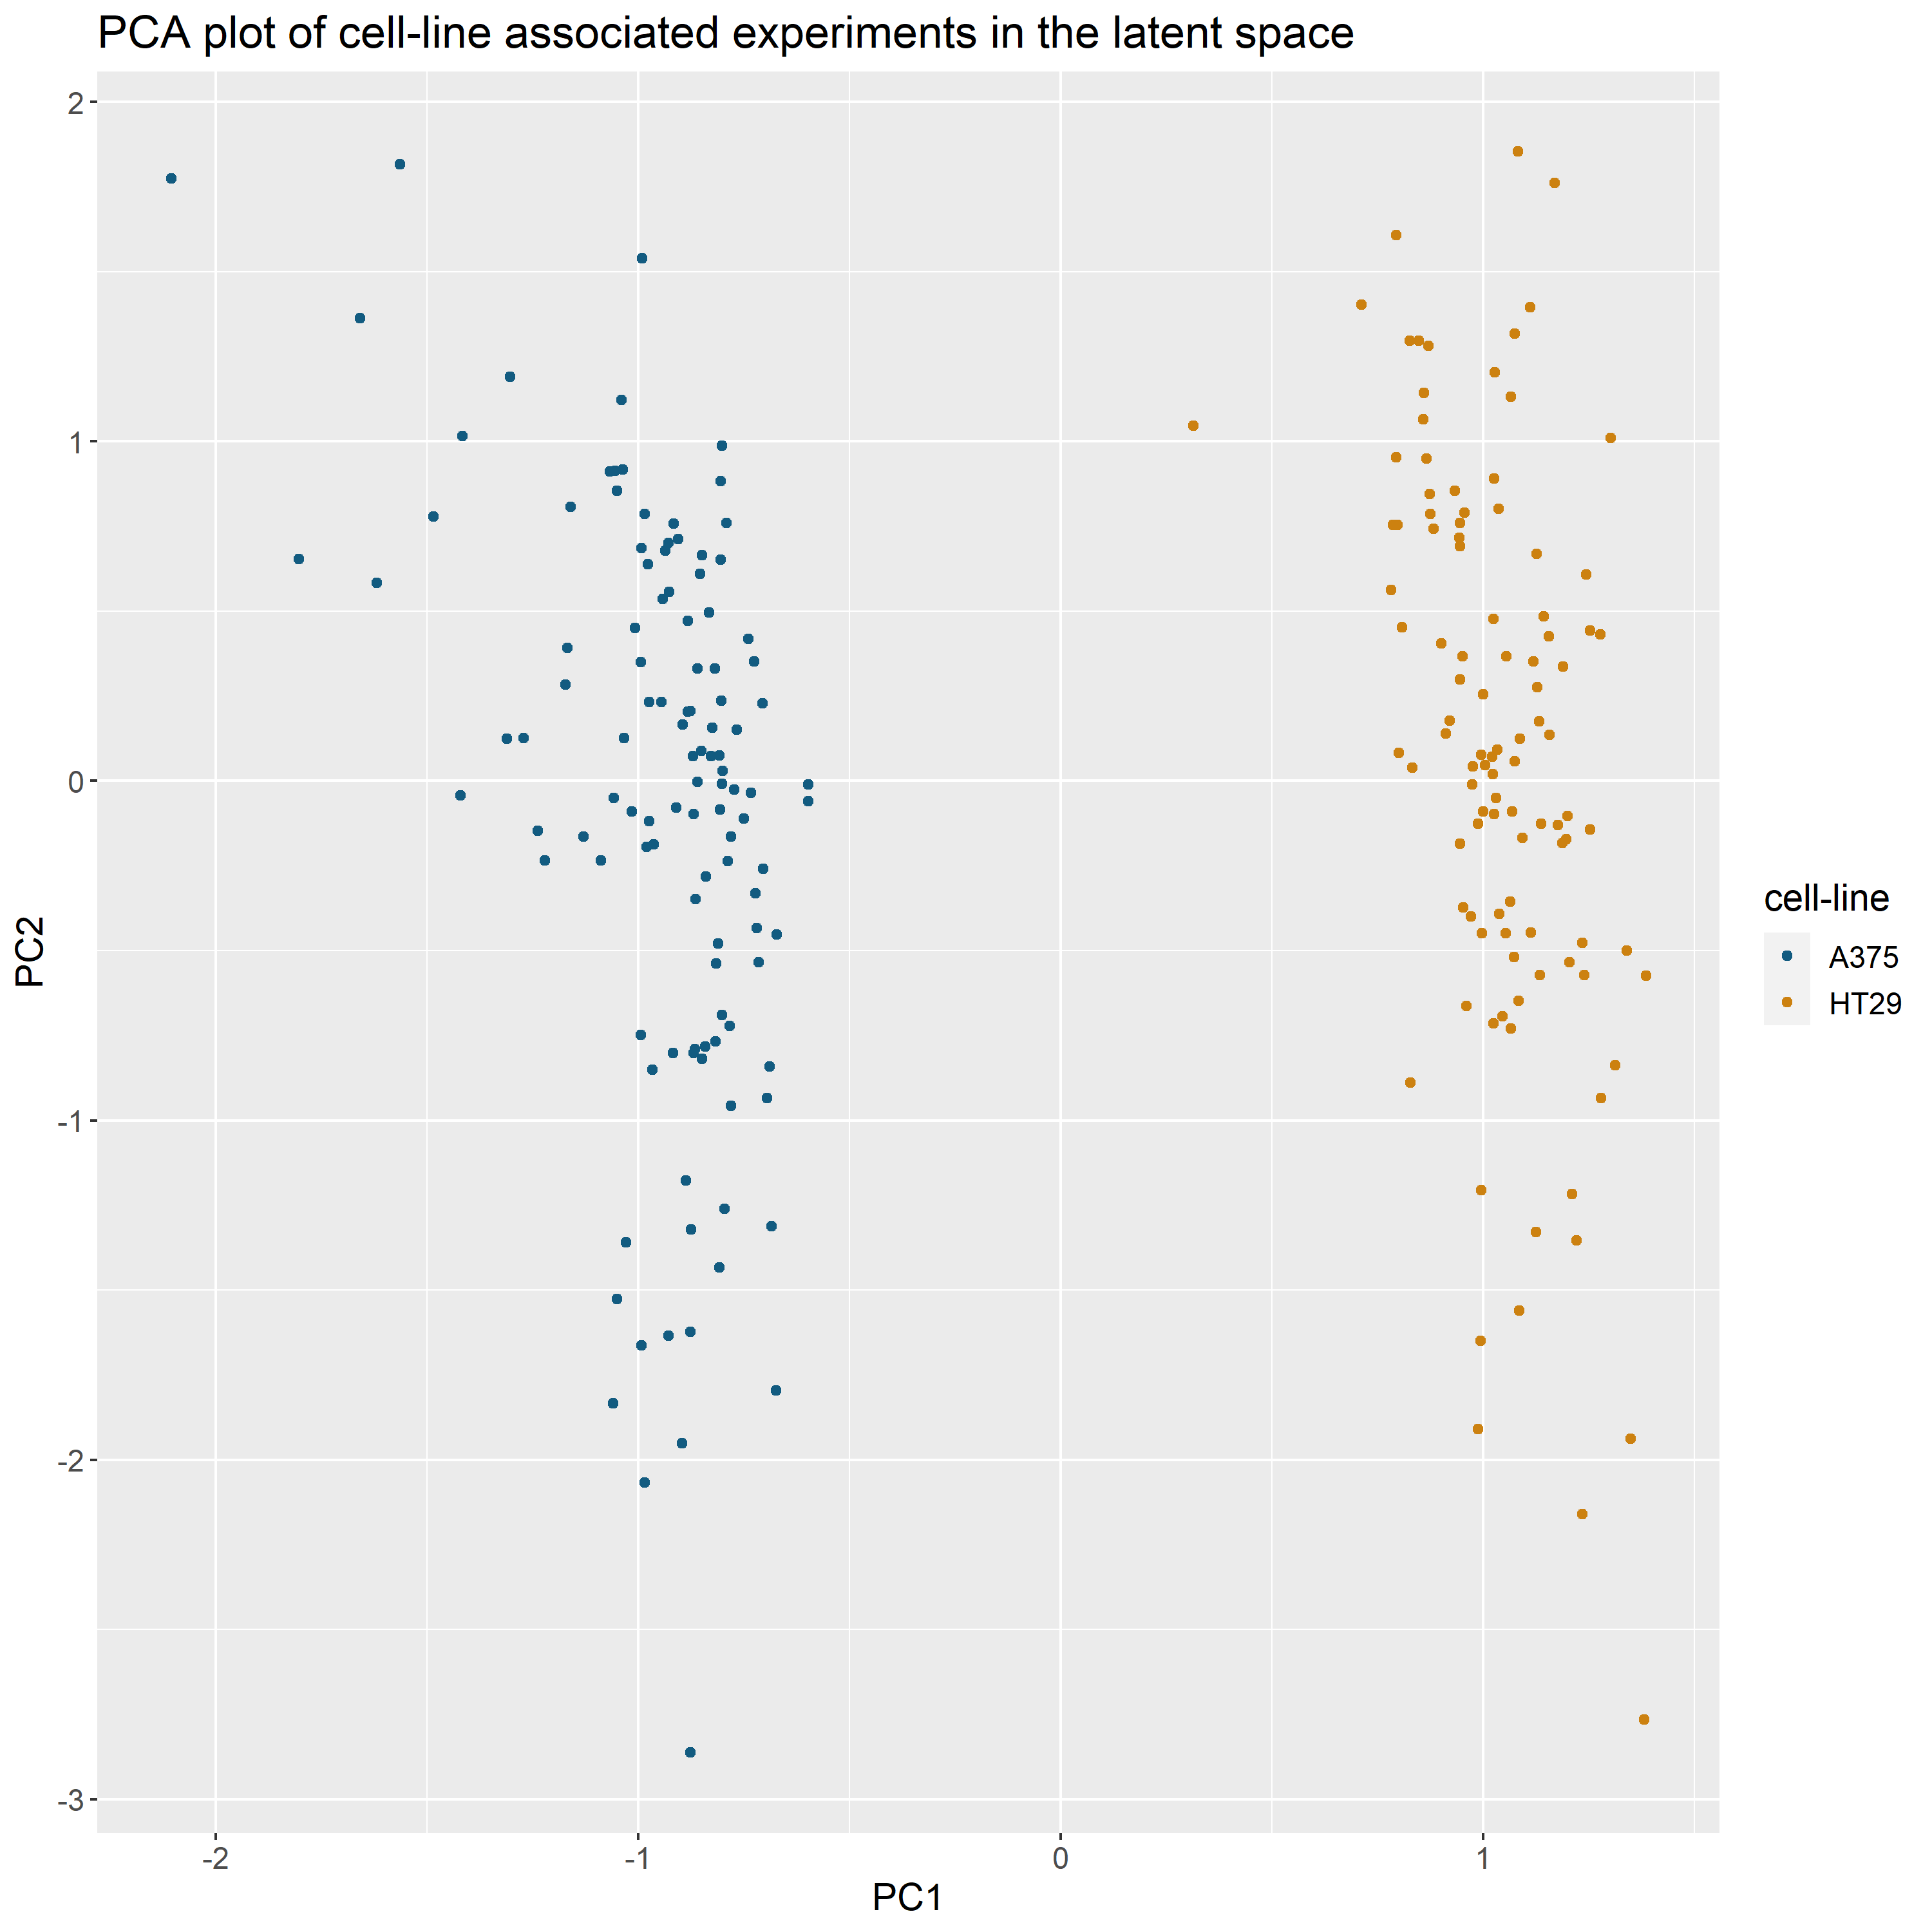 PCA plot of cell-line associated experiments in the latent space
2
1
0
-1
-2
-3
PC2
-2
-1
0
1
PC1
cell-line
A375
HT29